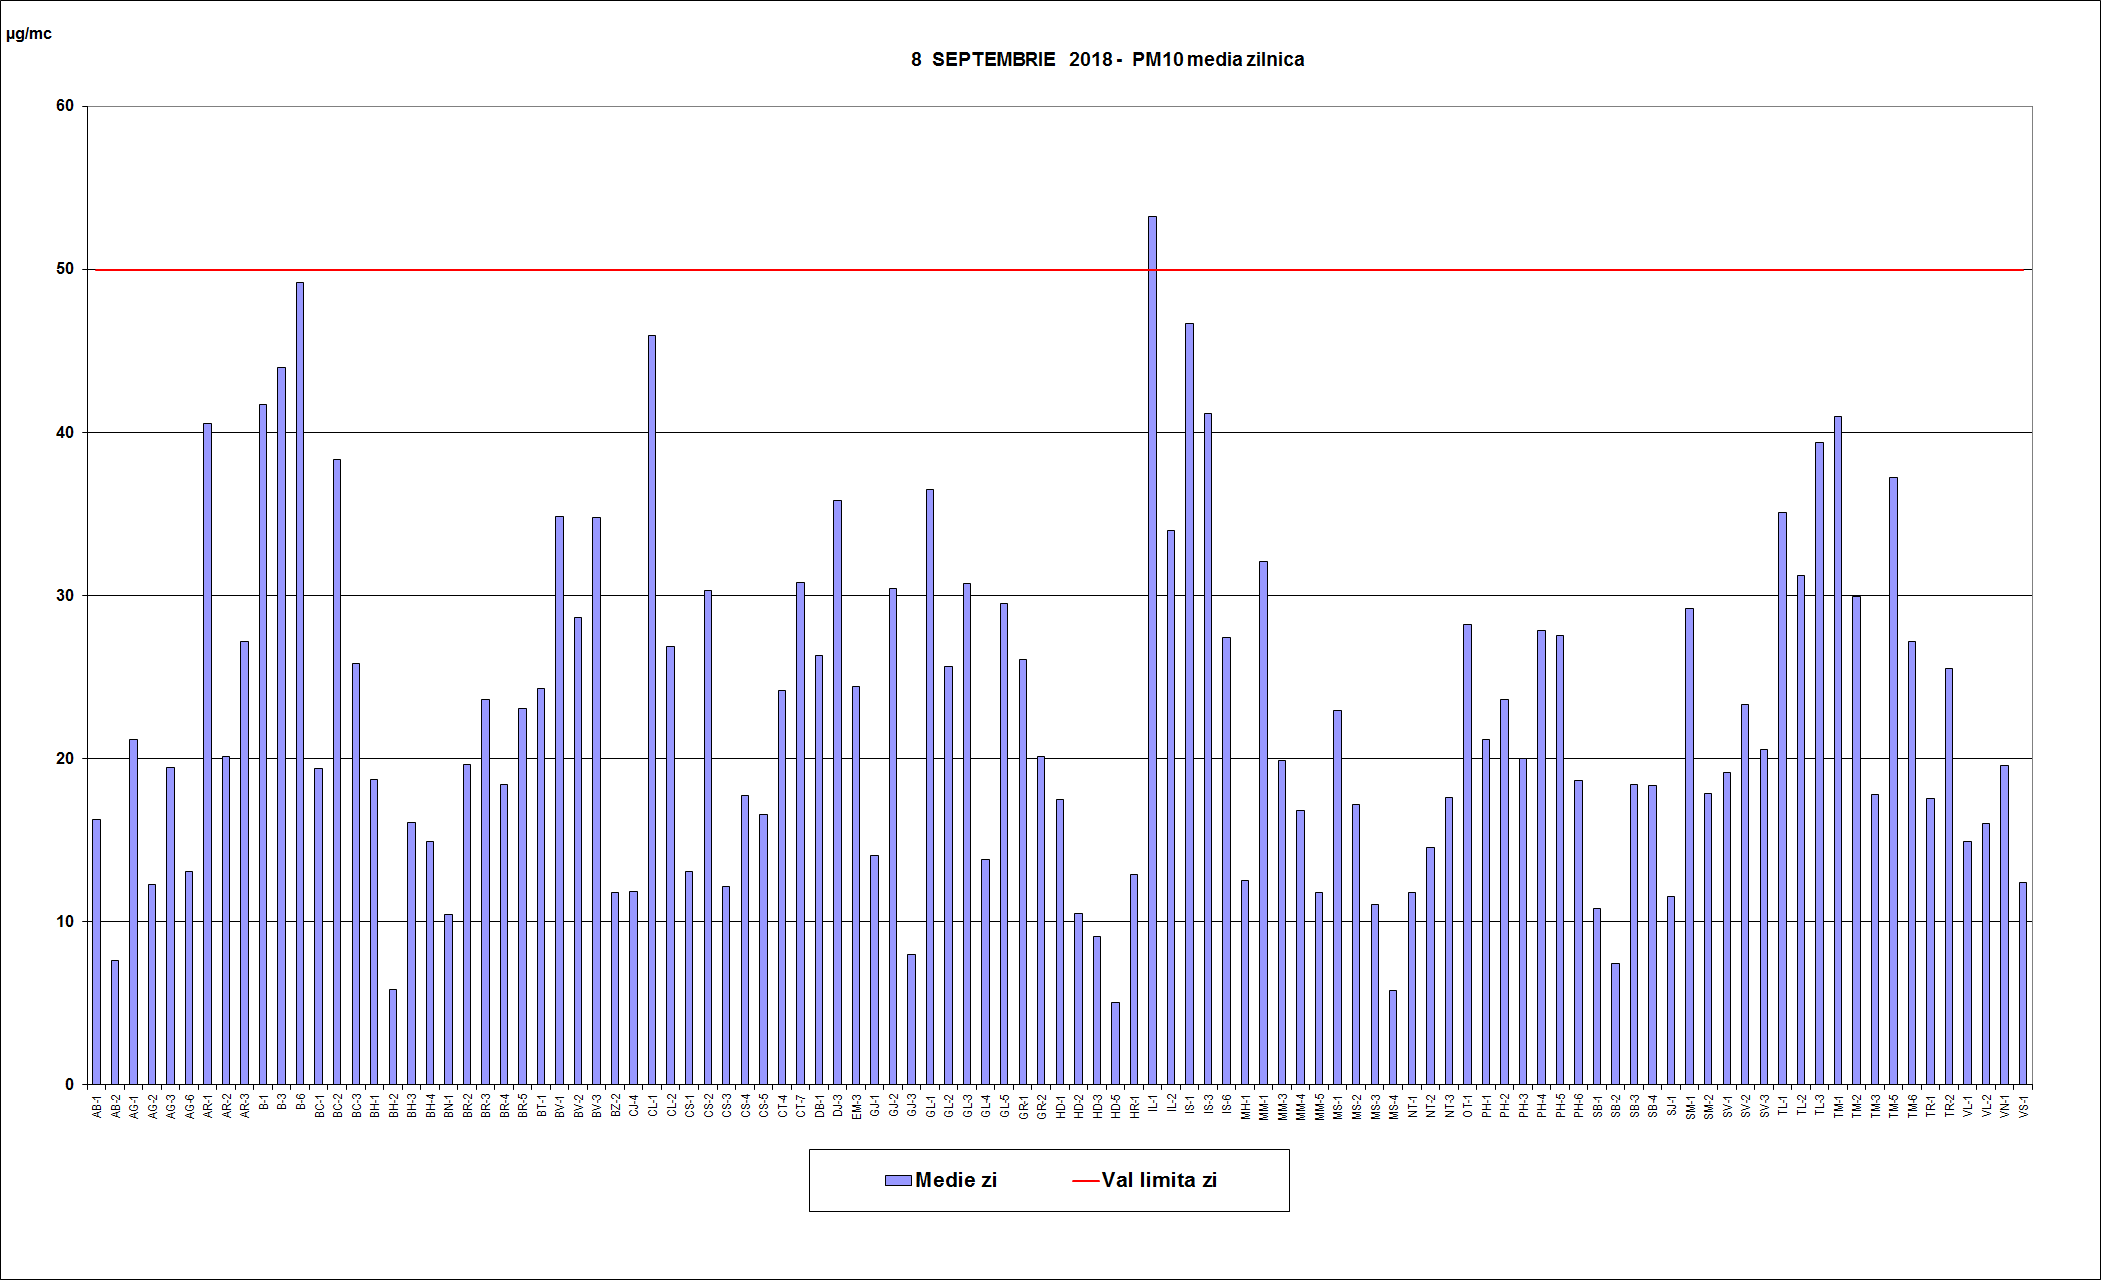 µg/mc
8 SEPTEMBRIE 2018 - PM10 media zilnica
60
50
40
30
20
10
0
AB-1 AB-2 AG-1 AG-2 AG-3 AG-6 AR-1 AR-2 AR-3 B-1 B-3 B-6 BC-1 BC-2 BC-3 BH-1 BH-2 BH-3 BH-4 BN-1 BR-2 BR-3 BR-4 BR-5 BT-1 BV-1 BV-2 BV-3 BZ-2 CJ-4 CL-1 CL-2 CS-1 CS-2 CS-3 CS-4 CS-5 CT-4 CT-7 DB-1 DJ-3 EM-3 GJ-1 GJ-2 GJ-3 GL-1 GL-2 GL-3 GL-4 GL-5 GR-1 GR-2 HD-1 HD-2 HD-3 HD-5 HR-1 IL-1 IL-2 IS-1 IS-3 IS-6 MH-1 MM-1 MM-3 MM-4 MM-5 MS-1 MS-2 MS-3 MS-4 NT-1 NT-2 NT-3 OT-1 PH-1 PH-2 PH-3 PH-4 PH-5 PH-6 SB-1 SB-2 SB-3 SB-4 SJ-1 SM-1 SM-2 SV-1 SV-2 SV-3 TL-1 TL-2 TL-3 TM-1 TM-2 TM-3 TM-5 TM-6 TR-1 TR-2 VL-1 VL-2 VN-1 VS-1
Medie zi Val limita zi